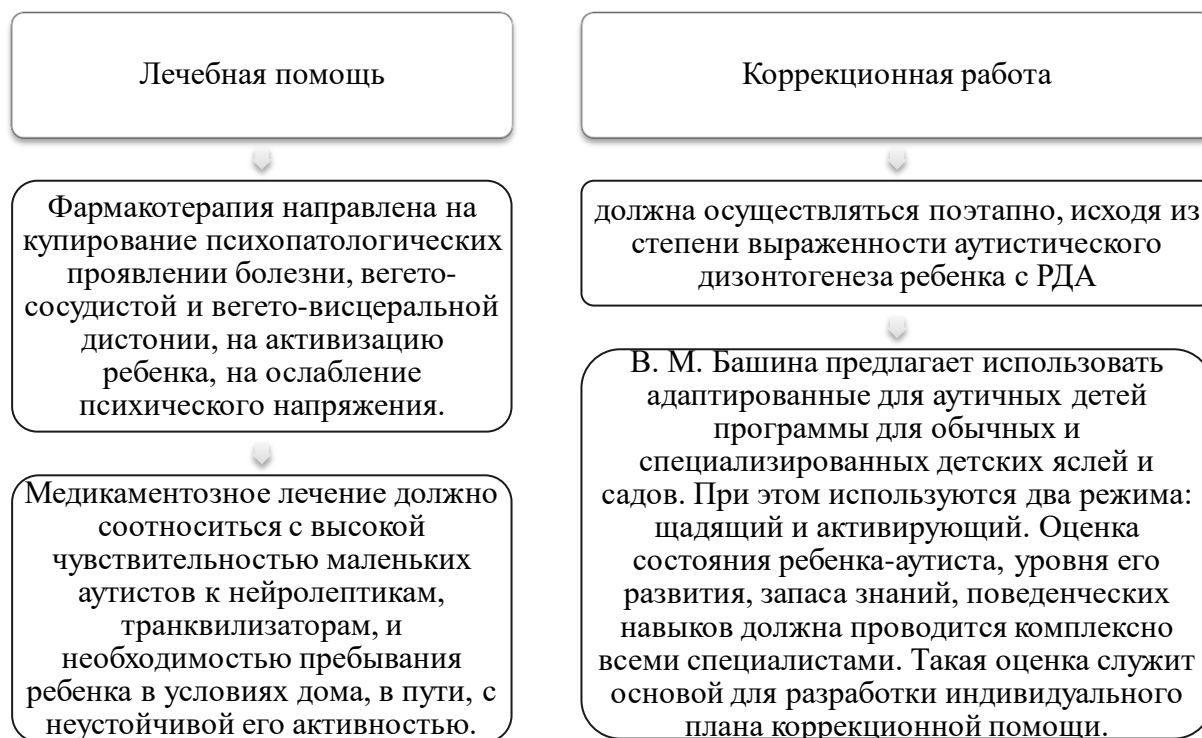 Лечебная помощь
Фармакотерапия направлена на
купирование психопатологических
проявлении болезни, вегето-
сосудистой и вегето-висцеральной
дистонии, на активизацию
ребенка, на ослабление
психического напряжения.
Медикаментозное лечение должно
соотноситься с высокой
чувствительностью маленьких
аутистов к нейролептикам,
транквилизаторам, и
необходимостью пребывания
ребенка в условиях дома, в пути, с
неустойчивой его активностью.
Коррекционная работа
должна осуществляться поэтапно, исходя из
степени выраженности аутистического
дизонтогенеза ребенка с РДА
В. М. Башина предлагает использовать
адаптированные для аутичных детей
программы для обычных и
специализированных детских яслей и
садов. При этом используются два режима:
щадящий и активирующий. Оценка
состояния ребенка-аутиста, уровня его
развития, запаса знаний, поведенческих
навыков должна проводится комплексно
всеми специалистами. Такая оценка служит
основой для разработки индивидуального
плана коррекционной помощи.